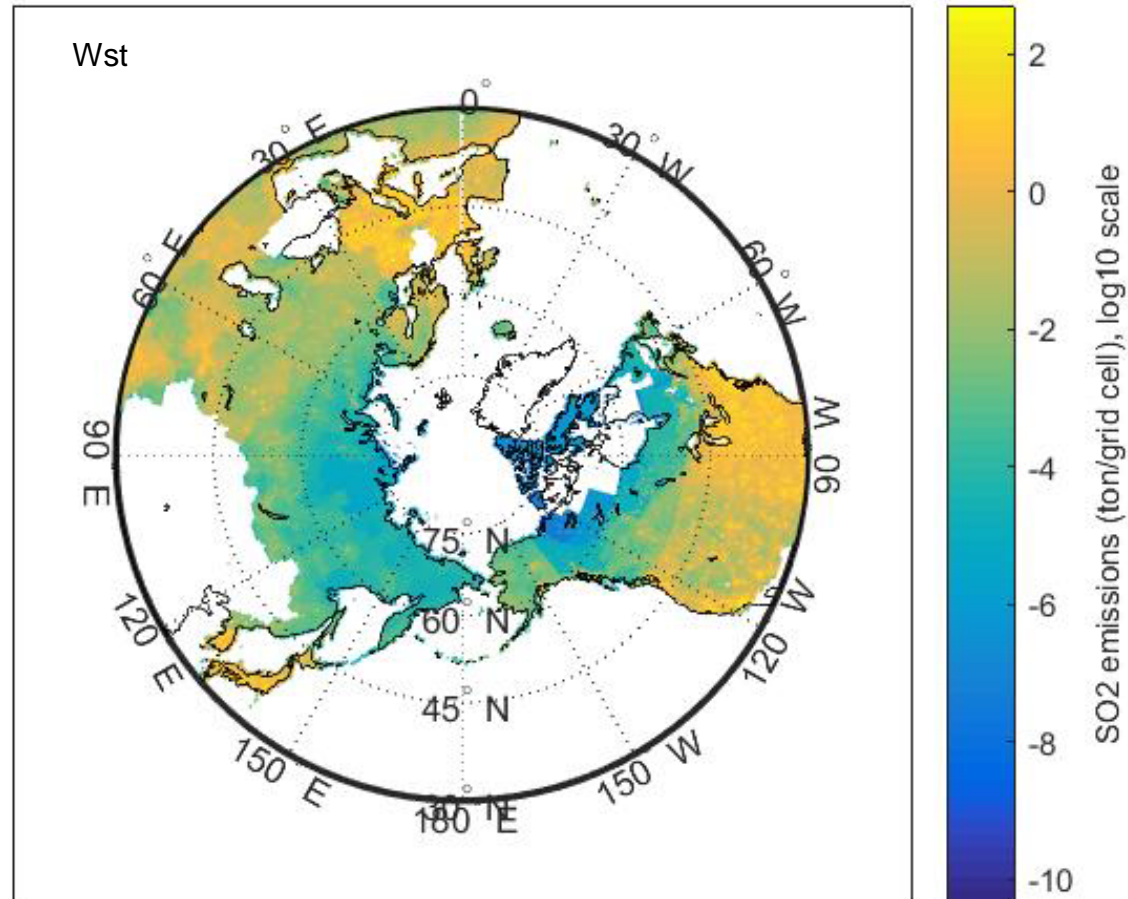 Wst
0°
30° W
60° W
90 W
120 W
150 W
180 E
150 E
120 E
90 E
60° E
30° E
75° N
60° N
45° N
30° N
2
0
-2
-4
-6
-8
-10
SO2 emissions (ton/grid cell), log10 scale